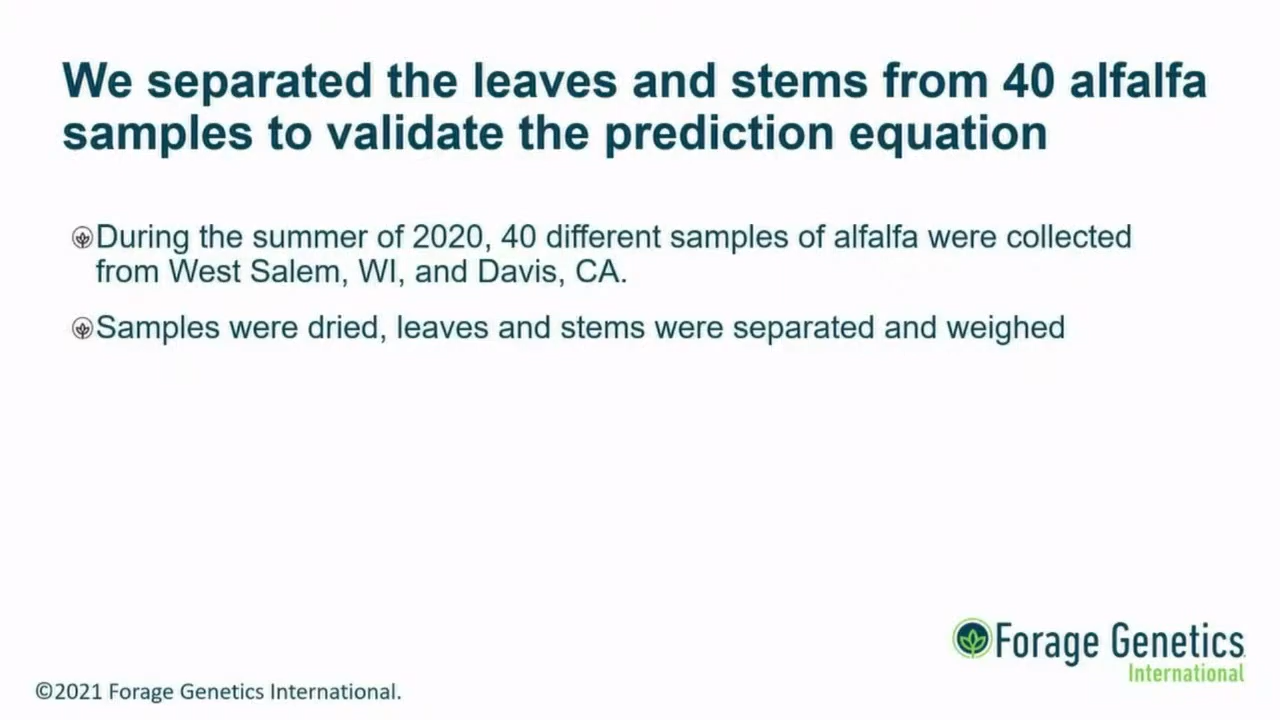 We separated the leaves and stems from 40 alfalfa
samples to validate the prediction equation
During the summer of 2020, 40 different samples of alfalfa were collected
from West Salem, WI, and Davis, CA.
Samples were dried, leaves and stems were separated and weighed
Forage Genetics
International
©2021 Forage Genetics International.